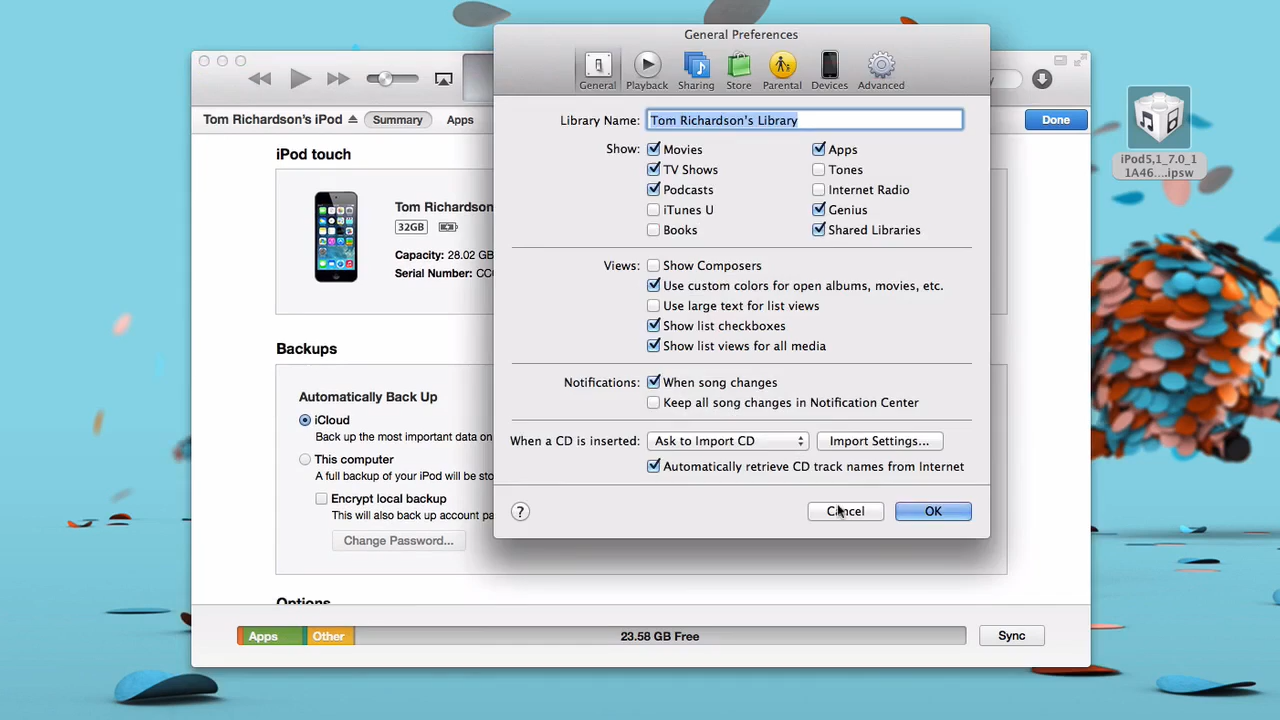 General Preferences
General
Playback
Sharing
Store
Parental
Devices
Advanced
Tom Richardson's iPod
Summary
Apps
Done
Library Name: Tom Richardson's Library
Show:
Movies
TV Shows
Podcasts
iTunes U
Books
Apps
Tones
Internet Radio
Genius
Shared Libraries
Views:
Show Composers
Use custom colors for open albums, movies, etc.
Use large text for list views
Show list checkboxes
Show list views for all media
Notifications:
When song changes
Keep all song changes in Notification Center
When a CD is inserted: Ask to Import CD
Import Settings...
Automatically retrieve CD track names from Internet
?
Cancel
OK
iPod touch
Tom Richardson
32GB
Capacity: 28.02 GB
Serial Number:
Backups
Automatically Back Up
iCloud
Back up the most important data on
This computer
A full backup of your iPod will be
Encrypt local backup
This will also back up account
Change Password...
Options
Apps
Other
23.58 GB Free
Sync
iPod5,1_7.0_1
1A46....ipsw